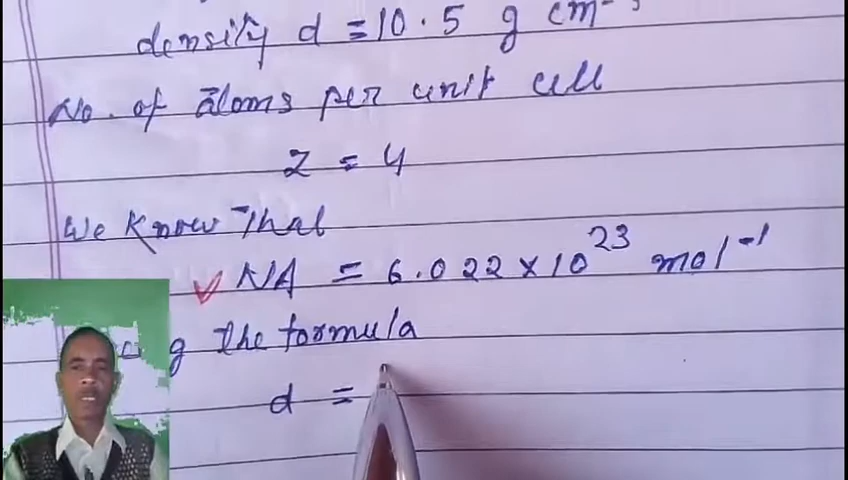 density d = 10.5 g cm⁻³
No. of atoms per unit cell
z = 4
We know that
NA = 6.022 × 10²³ mol⁻¹
g the formula
d =